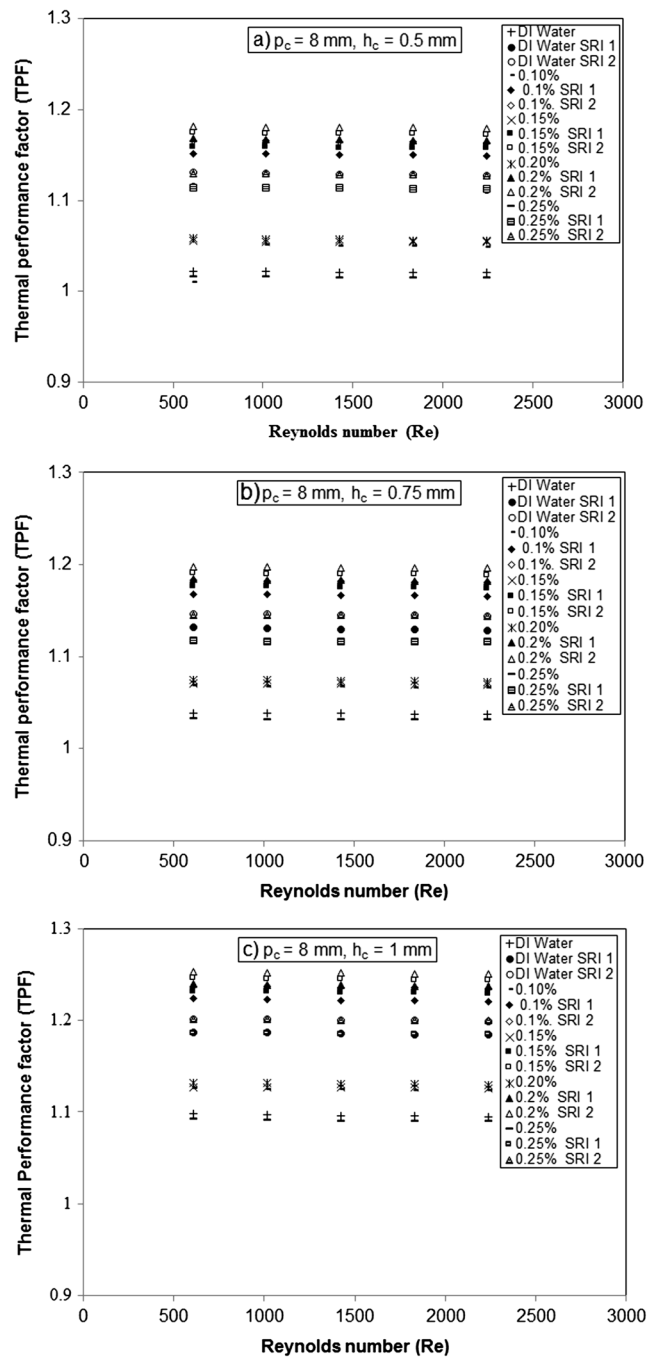 a) pc = 8 mm, hc = 0.5 mm
Thermal performance factor (TPF)
1.3
1.2
1.1
1
0.9
0
500
1000
1500
2000
2500
3000
Reynolds number (Re)
DI Water
DI Water SRI 1
DI Water SRI 2
0.10%
0.1% SRI 1
0.1%. SRI 2
0.15%
0.15% SRI 1
0.15% SRI 2
0.20%
0.2% SRI 1
0.2% SRI 2
0.25%
0.25% SRI 1
0.25% SRI 2
b) pc = 8 mm, hc = 0.75 mm
Thermal performance factor (TPF)
1.3
1.2
1.1
1
0.9
0
500
1000
1500
2000
2500
3000
Reynolds number (Re)
DI Water
DI Water SRI 1
DI Water SRI 2
0.10%
0.1% SRI 1
0.1%. SRI 2
0.15%
0.15% SRI 1
0.15% SRI 2
0.20%
0.2% SRI 1
0.2% SRI 2
0.25%
0.25% SRI 1
0.25% SRI 2
c) pc = 8 mm, hc = 1 mm
Thermal Performance factor (TPF)
1.3
1.2
1.1
1
0.9
0
500
1000
1500
2000
2500
3000
Reynolds number (Re)
DI Water
DI Water SRI 1
DI Water SRI 2
0.10%
0.1% SRI 1
0.1%. SRI 2
0.15%
0.15% SRI 1
0.15% SRI 2
0.20%
0.2% SRI 1
0.2% SRI 2
0.25%
0.25% SRI 1
0.25% SRI 2